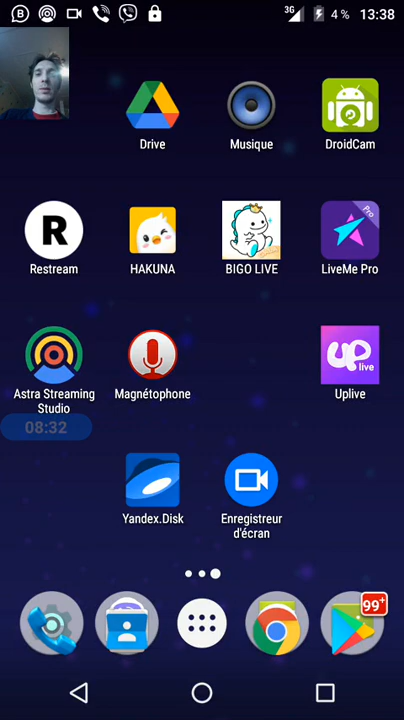 B 3G 4 % 13:38
Drive Musique DroidCam
R Pro
Restream HAKUNA BIGO LIVE LiveMe Pro
up
live
Astra Streaming Magnétophone Uplive
Studio
08:32
Yandex.Disk Enregistreur
d'écran
99+